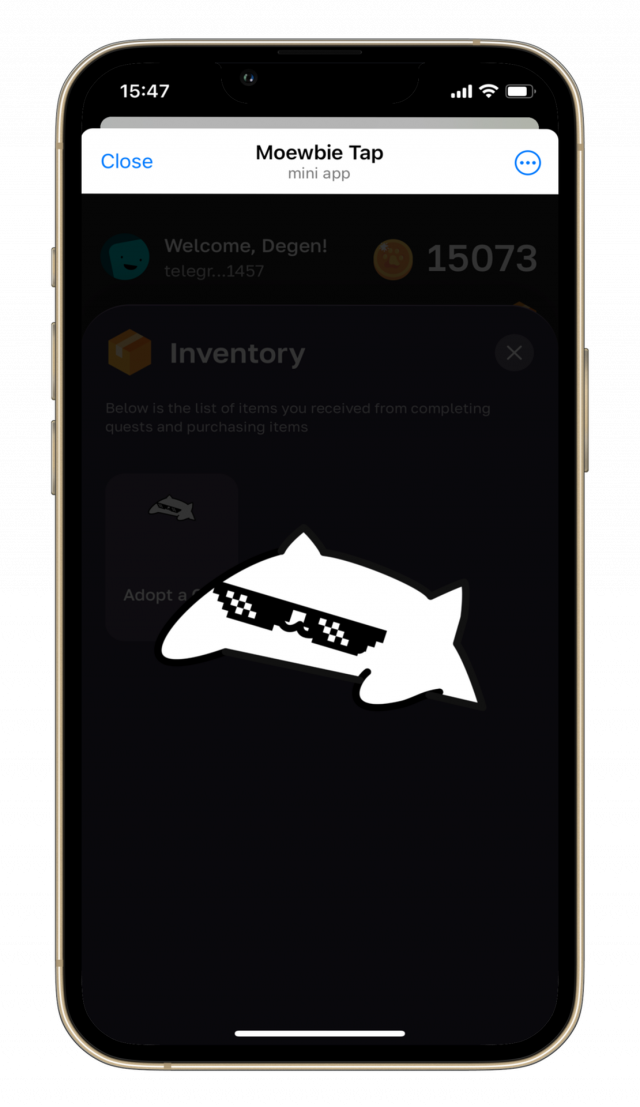 15:47
Close
Moewbie Tap
mini app
Welcome, Degen!
telegr...1457
15073
Inventory
Below is the list of items you received from completing
quests and purchasing items
Adopt a